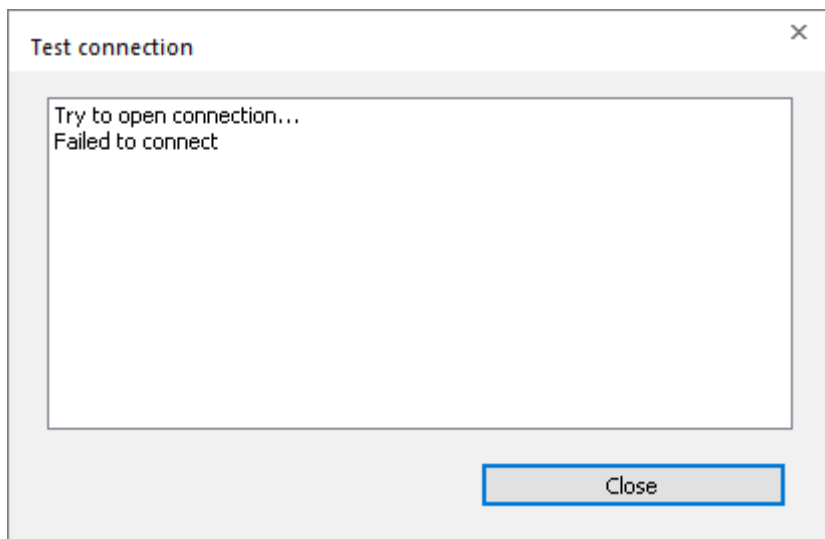 Test connection
Try to open connection...
Failed to connect
Close